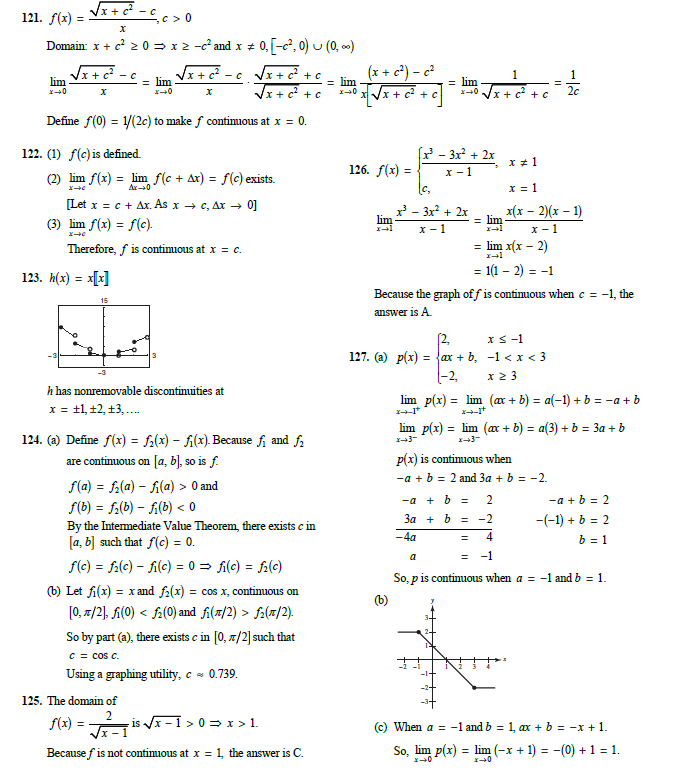 121. f(x) = (√(x + c²) − c)/x, c > 0
Domain: x + c² ≥ 0 ⇒ x ≥ −c² and x ≠ 0, [−c², 0) ∪ (0, ∞)
lim x→0 (√(x + c²) − c)/x = lim x→0 (√(x + c²) − c)/x · (√(x + c²) + c)/(√(x + c²) + c) = lim x→0 ((x + c²) − c²)/(x[√(x + c²) + c]) = lim x→0 1/(√(x + c²) + c) = 1/2c
Define f(0) = 1/(2c) to make f continuous at x = 0.
122. (1) f(c) is defined.
(2) lim x→c f(x) = lim Δx→0 f(c + Δx) = f(c) exists.
[Let x = c + Δx. As x → c, Δx → 0]
(3) lim x→c f(x) = f(c).
Therefore, f is continuous at x = c.
123. h(x) = x⟦x⟧
15
−3 3
−3
h has nonremovable discontinuities at
x = ±1, ±2, ±3, ....
124. (a) Define f(x) = f₂(x) − f₁(x). Because f₁ and f₂
are continuous on [a, b], so is f.
f(a) = f₂(a) − f₁(a) > 0 and
f(b) = f₂(b) − f₁(b) < 0
By the Intermediate Value Theorem, there exists c in
[a, b] such that f(c) = 0.
f(c) = f₂(c) − f₁(c) = 0 ⇒ f₁(c) = f₂(c)
(b) Let f₁(x) = x and f₂(x) = cos x, continuous on
[0, π/2], f₁(0) < f₂(0) and f₁(π/2) > f₂(π/2).
So by part (a), there exists c in [0, π/2] such that
c = cos c.
Using a graphing utility, c ≈ 0.739.
125. The domain of
f(x) = 2/√(x − 1) is √(x − 1) > 0 ⇒ x > 1.
Because f is not continuous at x = 1, the answer is C.
126. f(x) = { (x³ − 3x² + 2x)/(x − 1), x ≠ 1
c, x = 1
lim x→1 (x³ − 3x² + 2x)/(x − 1) = lim x→1 (x(x − 2)(x − 1))/(x − 1)
= lim x→1 x(x − 2)
= 1(1 − 2) = −1
Because the graph of f is continuous when c = −1, the
answer is A.
127. (a) p(x) = { 2, x ≤ −1
ax + b, −1 < x < 3
−2, x ≥ 3
lim x→−1⁺ p(x) = lim x→−1⁺ (ax + b) = a(−1) + b = −a + b
lim x→3⁻ p(x) = lim x→3⁻ (ax + b) = a(3) + b = 3a + b
p(x) is continuous when
−a + b = 2 and 3a + b = −2.
−a + b = 2 −a + b = 2
3a + b = −2 −(−1) + b = 2
−4a = 4 b = 1
a = −1
So, p is continuous when a = −1 and b = 1.
(b)
y
3
2
1
−2 −1 1 2 3 4 x
−1
−2
−3
(c) When a = −1 and b = 1, ax + b = −x + 1.
So, lim x→0 p(x) = lim x→0 (−x + 1) = −(0) + 1 = 1.